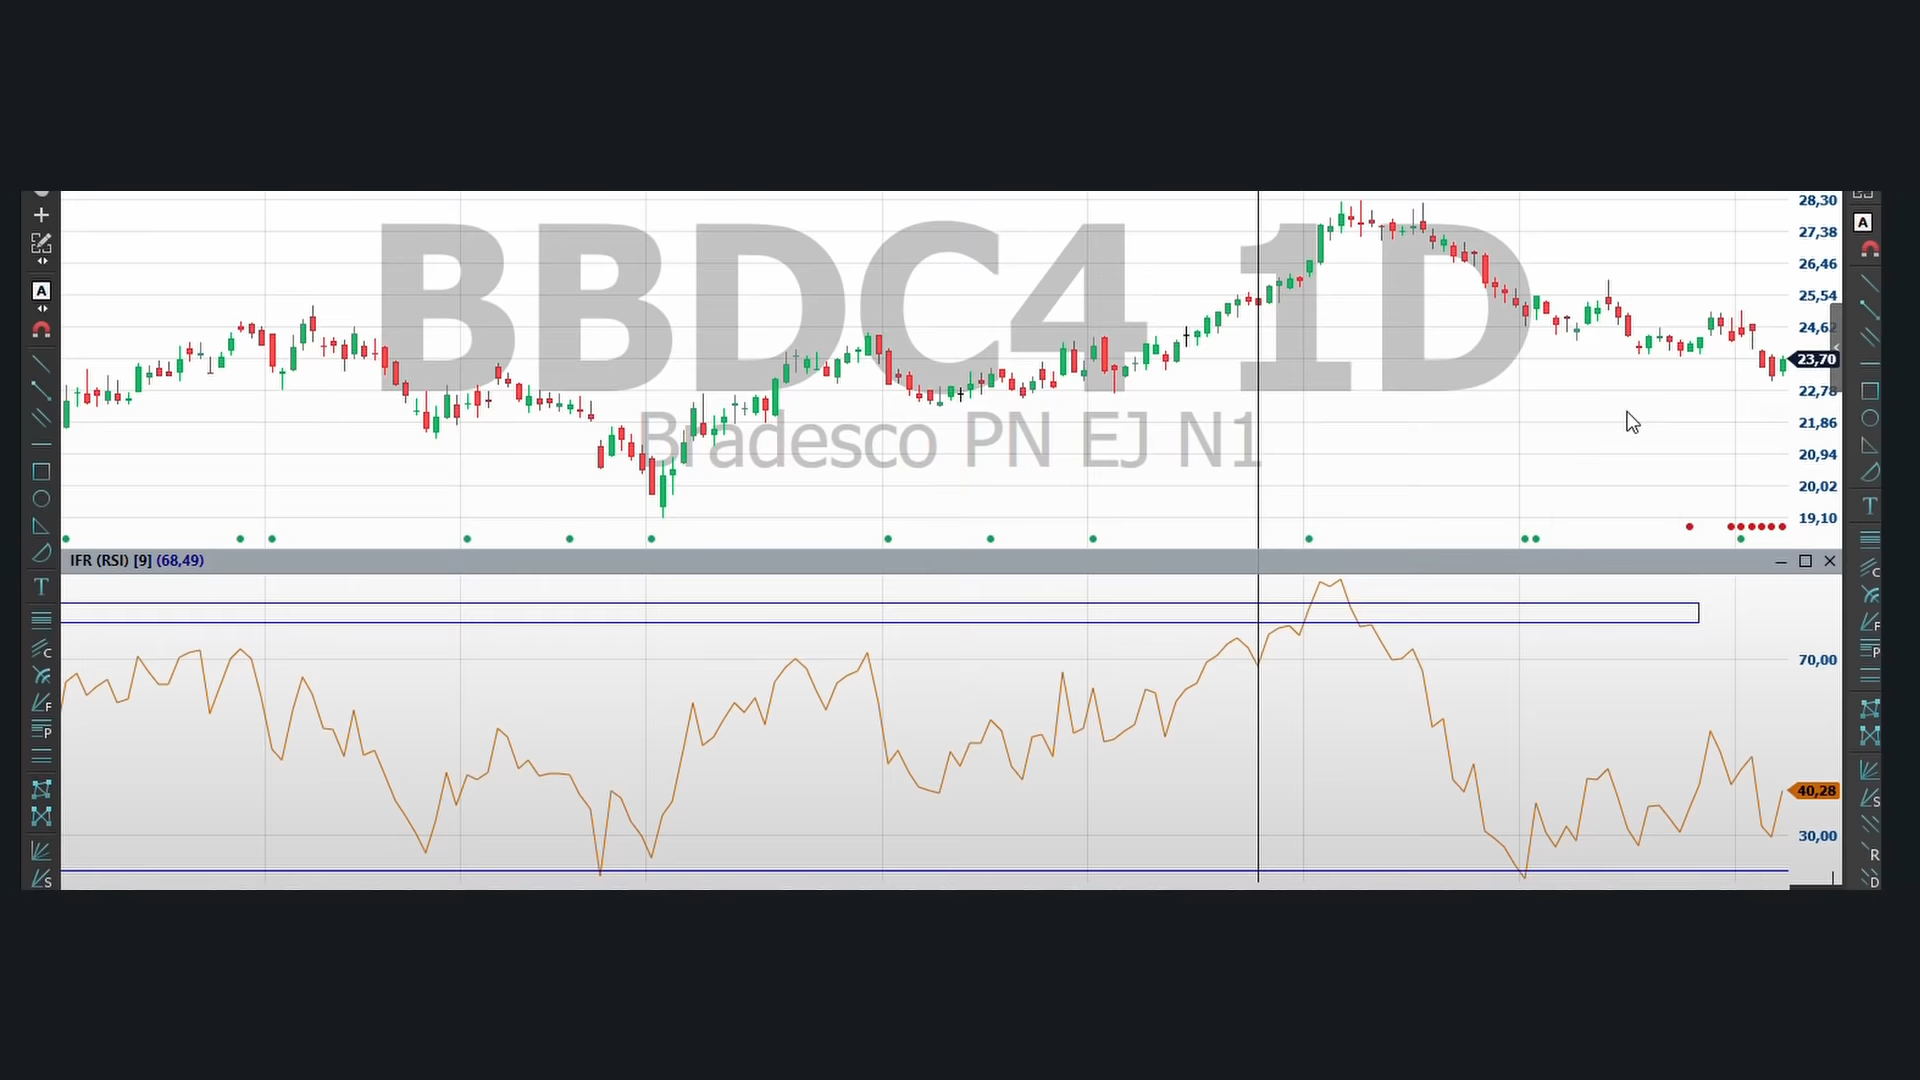 BBDC4 1D
Bradesco PN EJ N1
28,30
27,38
26,46
25,54
24,62
23,70
22,78
21,86
20,94
20,02
19,10
IFR (RSI) [9] (68,49)
70,00
40,28
30,00
A
T
C
F
P
S
A
T
C
F
P
S
R
D